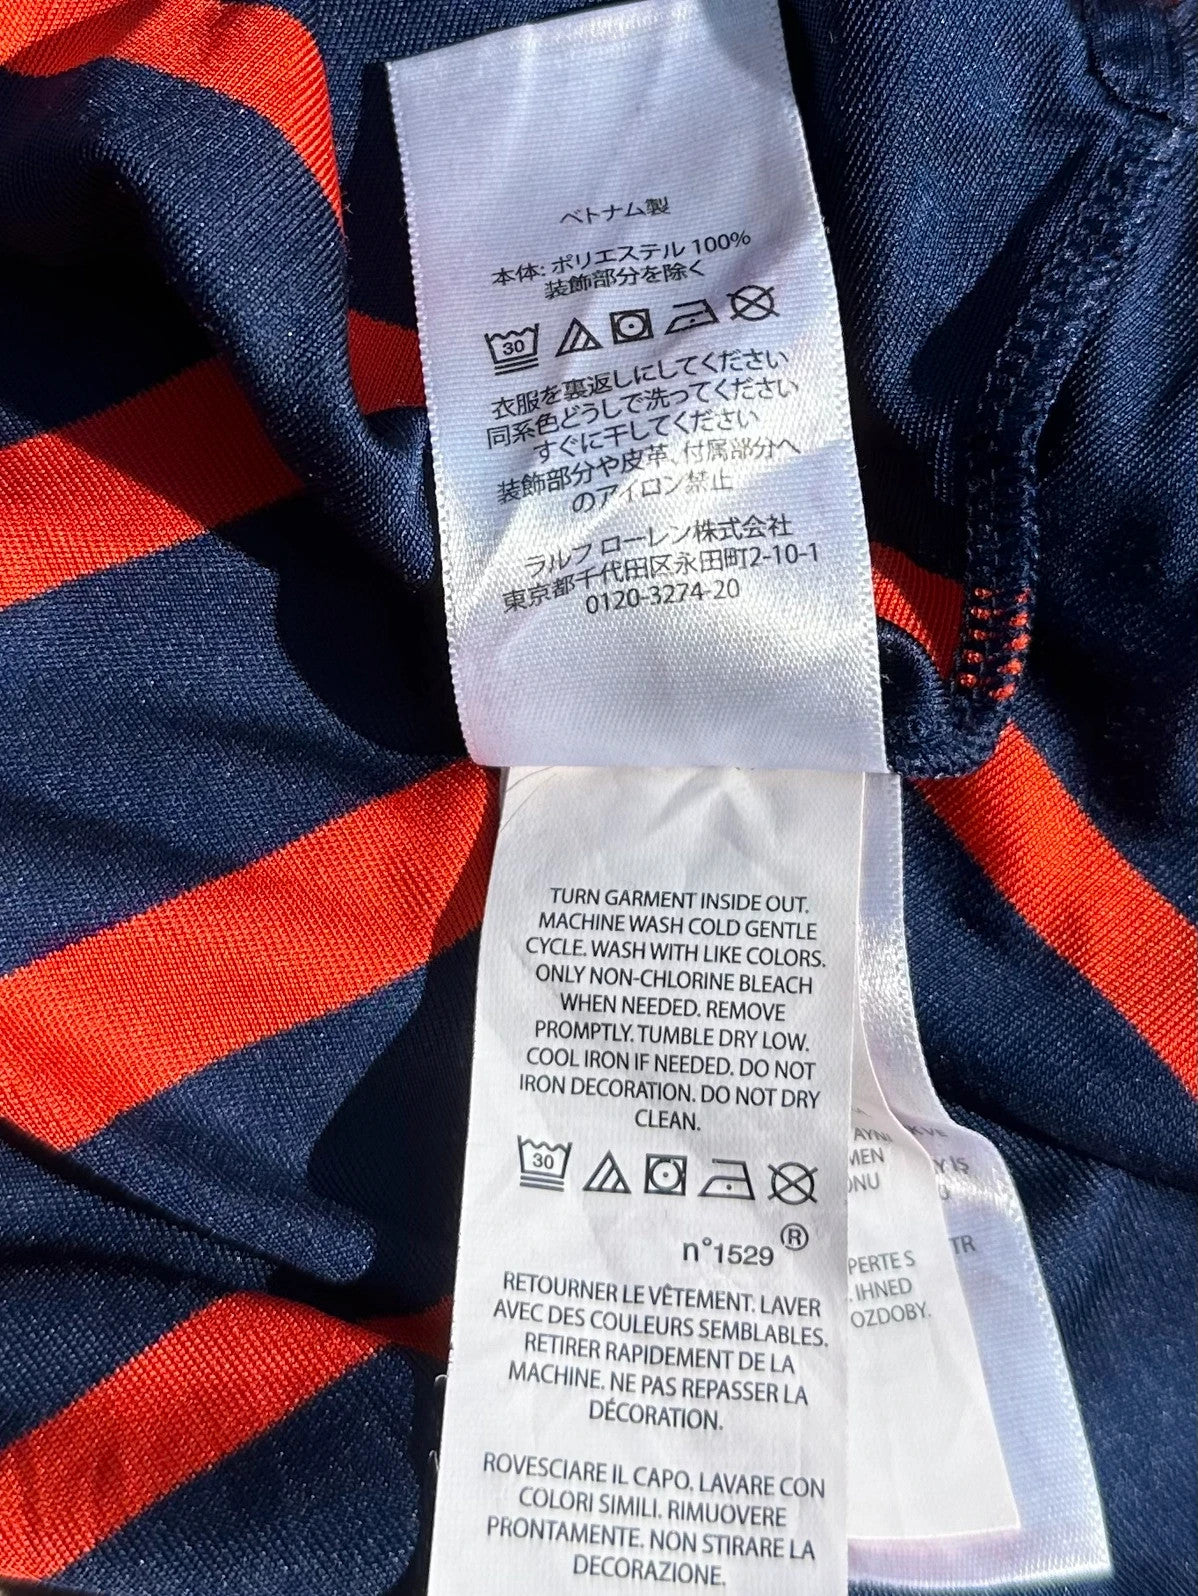 ベトナム製
本体: ポリエステル 100%
装飾部分を除く
30
衣服を裏返しにしてください
同系色どうしで洗ってください
すぐに干してください
装飾部分や皮革、付属部分へ
のアイロン禁止
ラルフ ローレン株式会社
東京都千代田区永田町2-10-1
0120-3274-20
TURN GARMENT INSIDE OUT.
MACHINE WASH COLD GENTLE
CYCLE. WASH WITH LIKE COLORS.
ONLY NON-CHLORINE BLEACH
WHEN NEEDED. REMOVE
PROMPTLY. TUMBLE DRY LOW.
COOL IRON IF NEEDED. DO NOT
IRON DECORATION. DO NOT DRY
CLEAN.
30
n°1529 ®
RETOURNER LE VÊTEMENT. LAVER
AVEC DES COULEURS SEMBLABLES.
RETIRER RAPIDEMENT DE LA
MACHINE. NE PAS REPASSER LA
DÉCORATION.
ROVESCIARE IL CAPO. LAVARE CON
COLORI SIMILI. RIMUOVERE
PRONTAMENTE. NON STIRARE LA
DECORAZIONE.
PERTE S
IHNED
OZDOBY.
TR